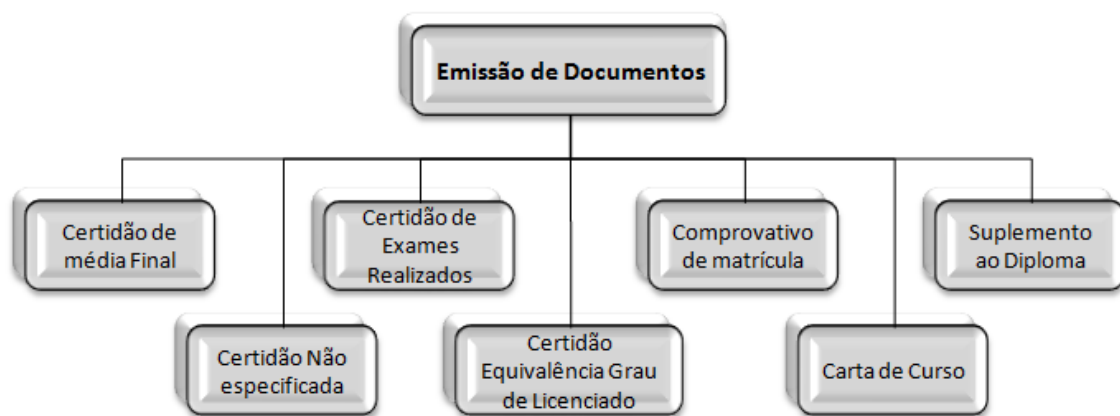 Emissão de Documentos
Certidão de
média Final
Certidão de
Exames
Realizados
Comprovativo
de matrícula
Suplemento
ao Diploma
Certidão Não
especificada
Certidão
Equivalência Grau
de Licenciado
Carta de Curso